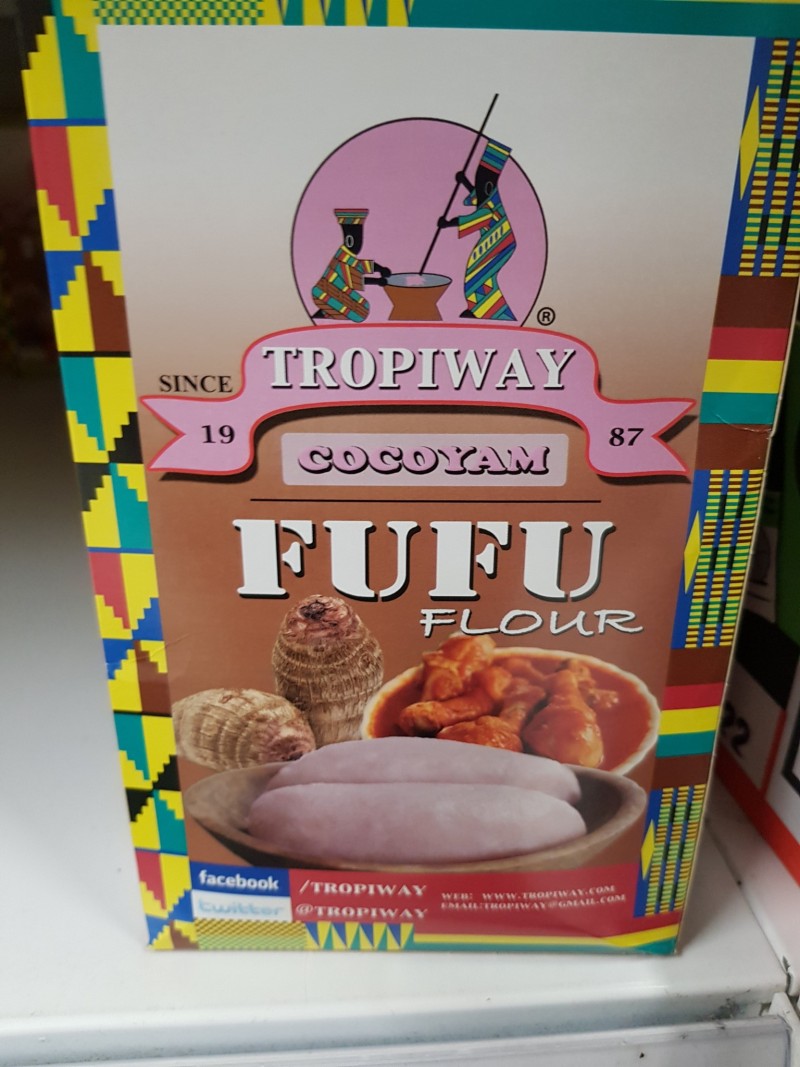 ®
TROPIWAY
SINCE
19 87
COCOYAM
FUFU
FLOUR
facebook /TROPIWAY
twitter @TROPIWAY
WEB: WWW.TROPIWAY.COM
EMAIL:TROPIWAY@GMAIL.COM